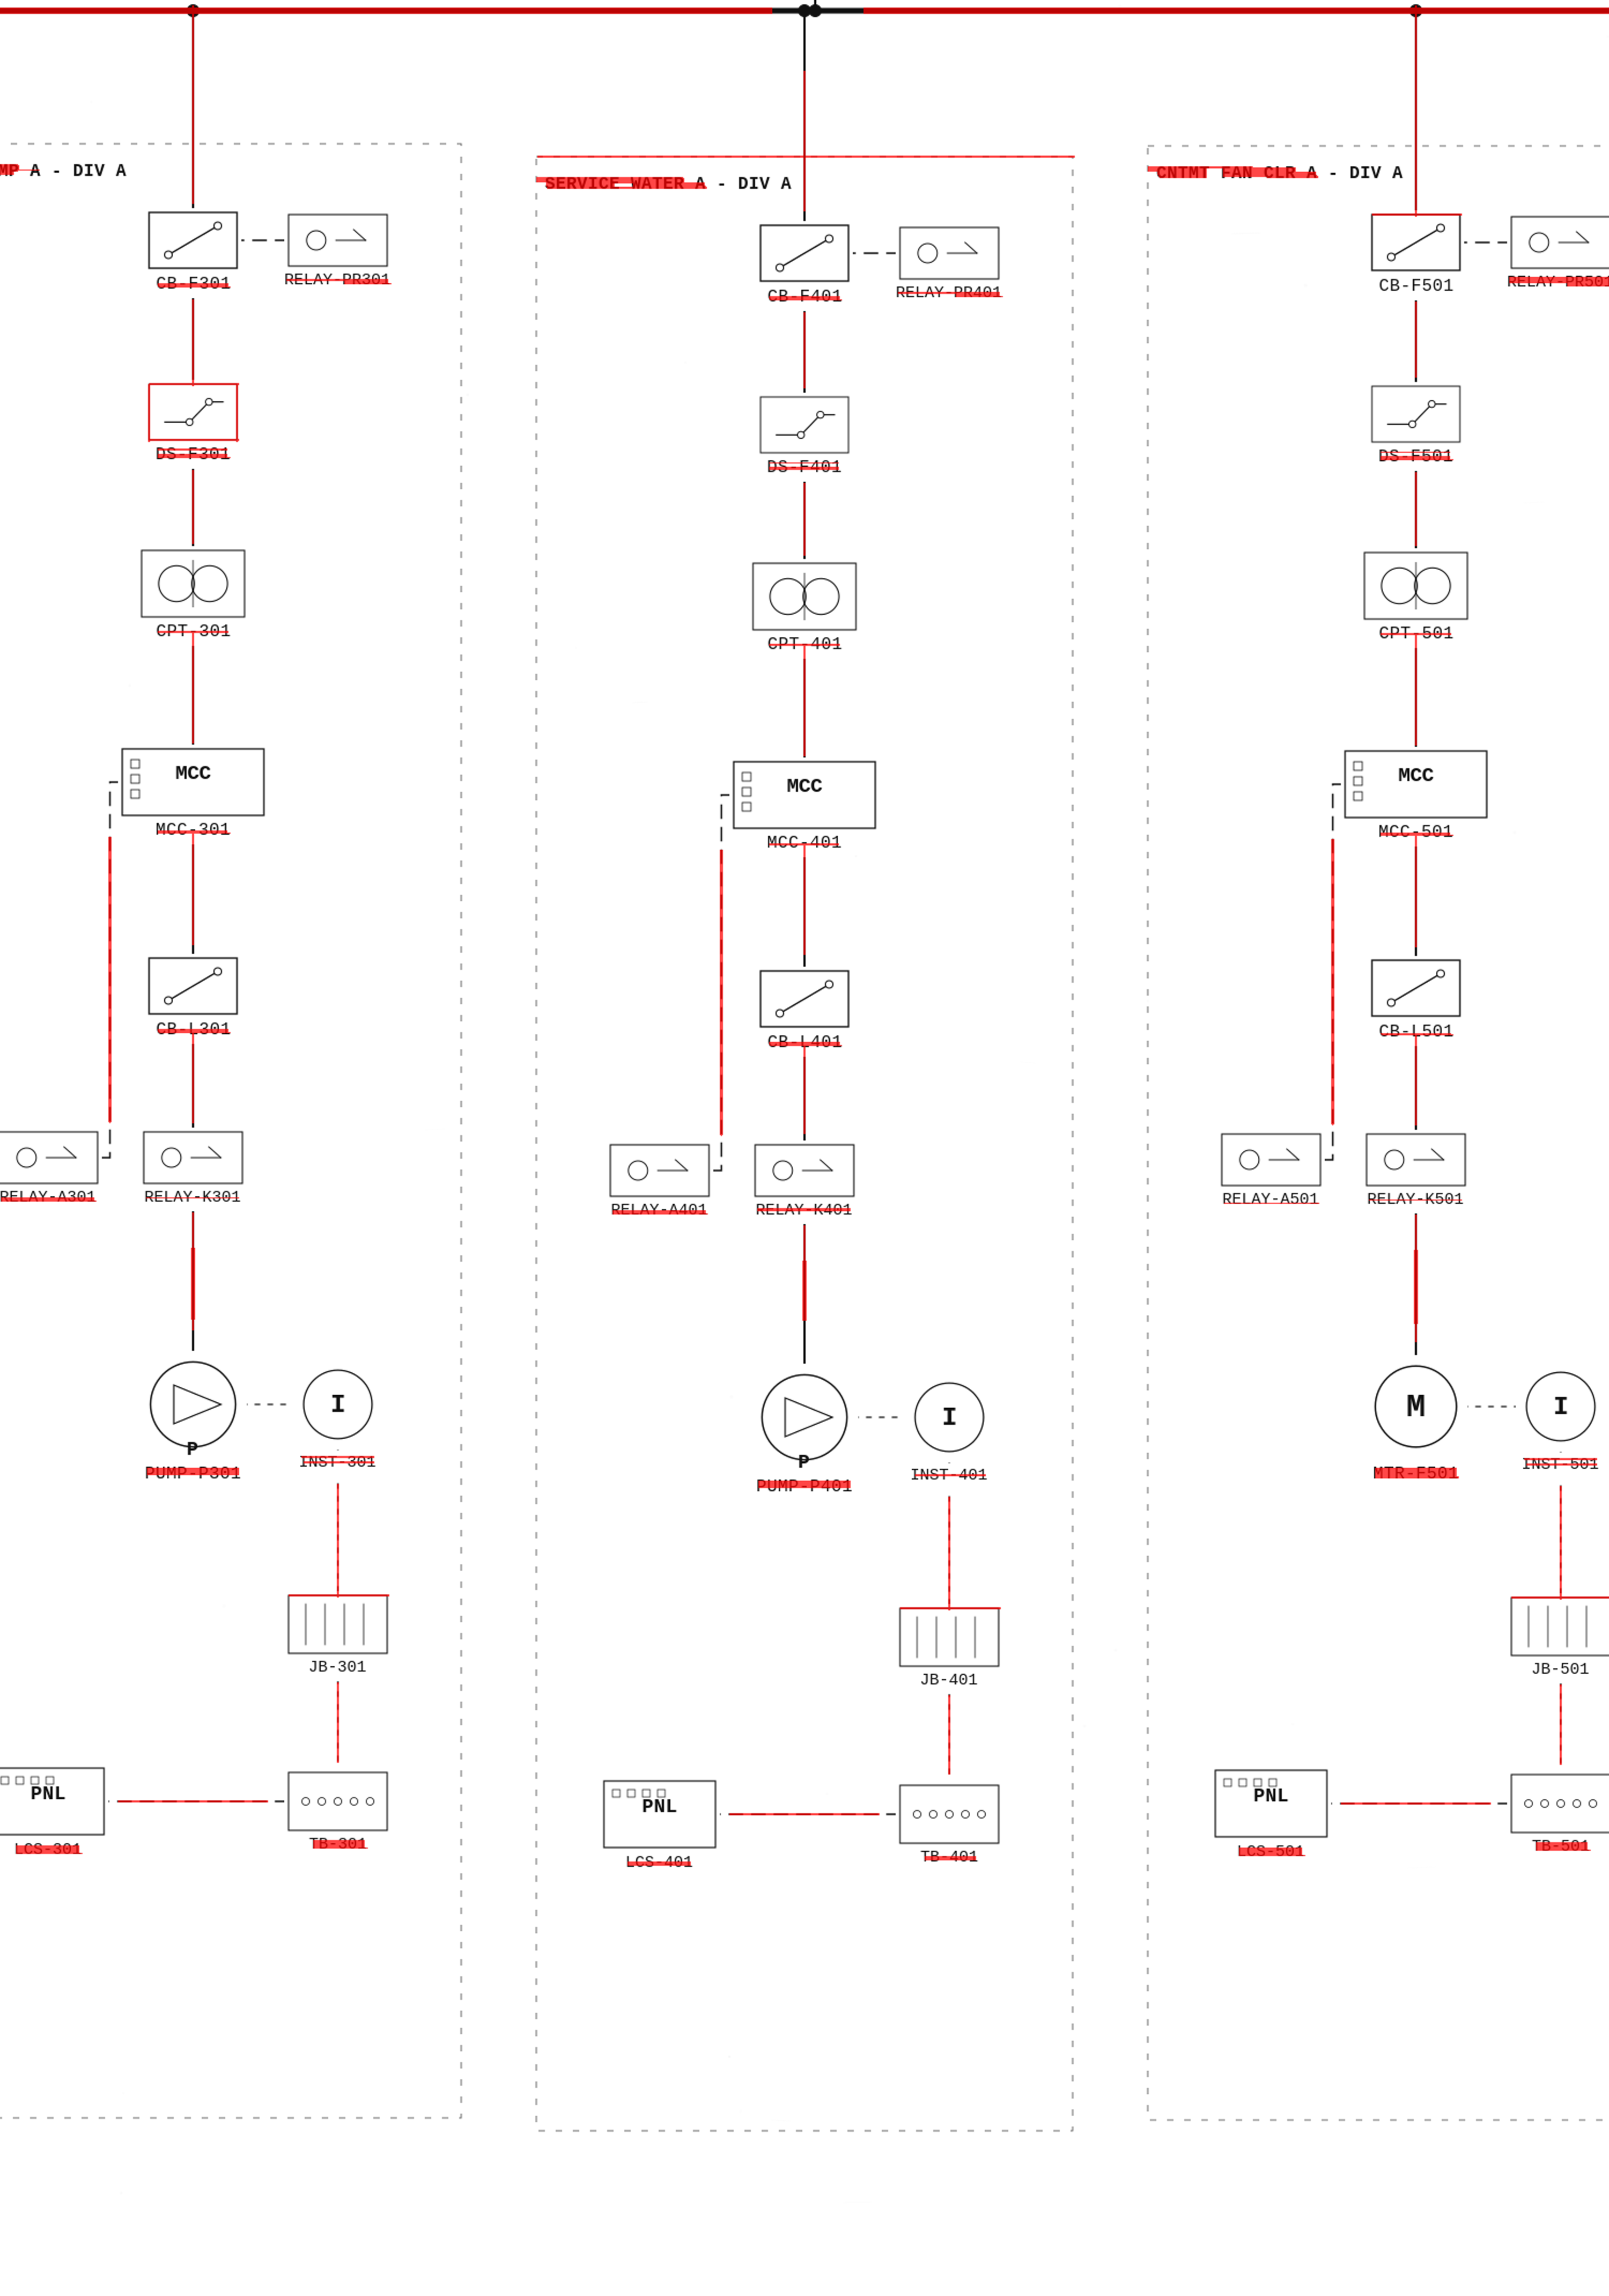 MP A - DIV A
CB-F301
RELAY-PR301
DS-F301
CPT-301
MCC
MCC-301
CB-L301
RELAY-A301
RELAY-K301
P
PUMP-P301
I
INST-301
JB-301
PNL
LCS-301
TB-301
SERVICE WATER A - DIV A
CB-F401
RELAY-PR401
DS-F401
CPT-401
MCC
MCC-401
CB-L401
RELAY-A401
RELAY-K401
P
PUMP-P401
I
INST-401
JB-401
PNL
LCS-401
TB-401
CNTMT FAN CLR A - DIV A
CB-F501
RELAY-PR501
DS-F501
CPT-501
MCC
MCC-501
CB-L501
RELAY-A501
RELAY-K501
M
MTR-F501
I
INST-501
JB-501
PNL
LCS-501
TB-501